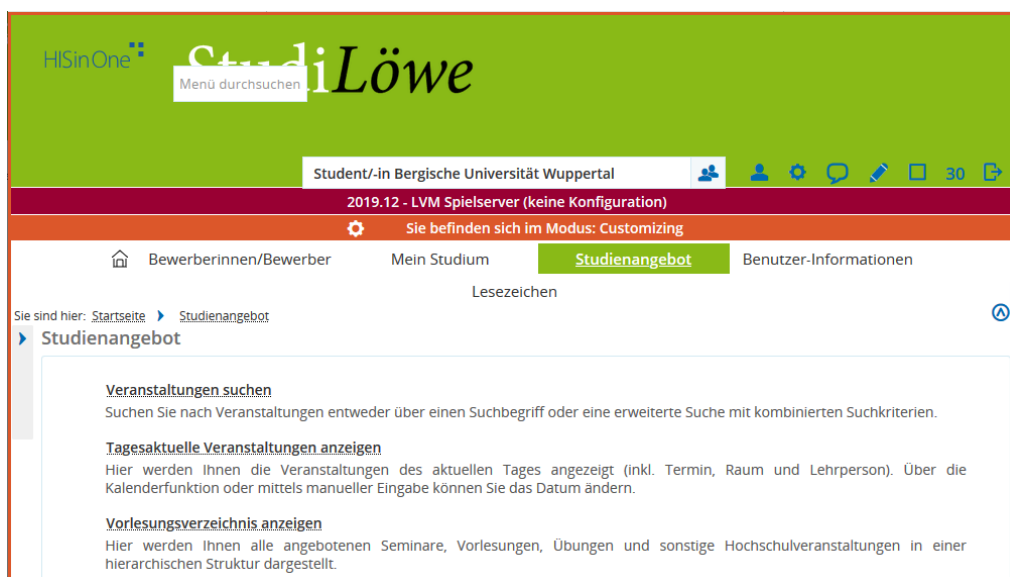 HISinOne
StudiLöwe
Menü durchsuchen
Student/-in Bergische Universität Wuppertal
30
2019.12 - LVM Spielserver (keine Konfiguration)
Sie befinden sich im Modus: Customizing
Bewerberinnen/Bewerber Mein Studium Studienangebot Benutzer-Informationen
Lesezeichen
Sie sind hier: Startseite Studienangebot
Studienangebot
Veranstaltungen suchen
Suchen Sie nach Veranstaltungen entweder über einen Suchbegriff oder eine erweiterte Suche mit kombinierten Suchkriterien.
Tagesaktuelle Veranstaltungen anzeigen
Hier werden Ihnen die Veranstaltungen des aktuellen Tages angezeigt (inkl. Termin, Raum und Lehrperson). Über die
Kalenderfunktion oder mittels manueller Eingabe können Sie das Datum ändern.
Vorlesungsverzeichnis anzeigen
Hier werden Ihnen alle angebotenen Seminare, Vorlesungen, Übungen und sonstige Hochschulveranstaltungen in einer
hierarchischen Struktur dargestellt.